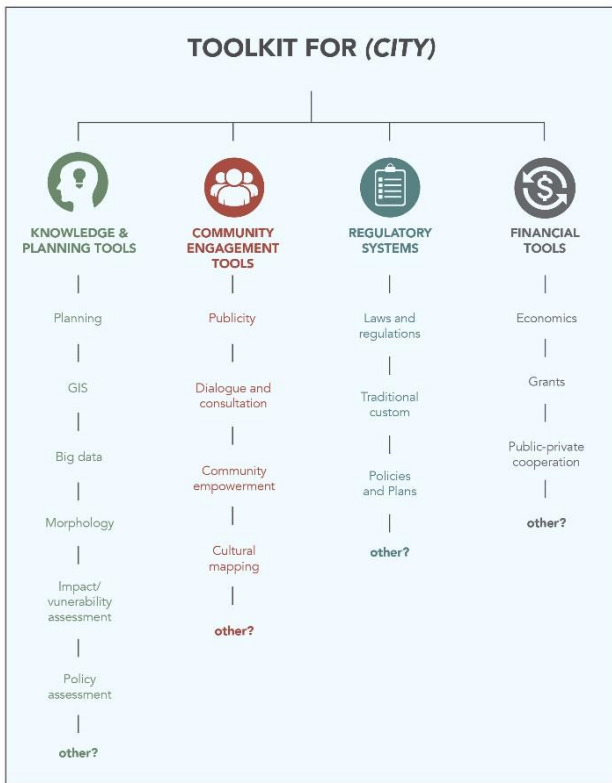 TOOLKIT FOR (CITY)
KNOWLEDGE &
PLANNING TOOLS
Planning
GIS
Big data
Morphology
Impact/
vunerability
assessment
Policy
assessment
other?
COMMUNITY
ENGAGEMENT
TOOLS
Publicity
Dialogue and
consultation
Community
empowerment
Cultural
mapping
other?
REGULATORY
SYSTEMS
Laws and
regulations
Traditional
custom
Policies
and Plans
other?
$
FINANCIAL
TOOLS
Economics
Grants
Public-private
cooperation
other?